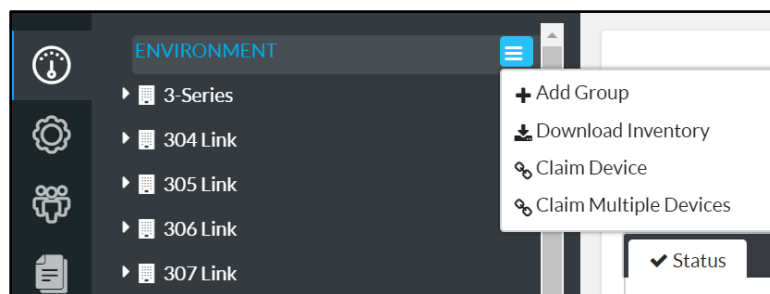 ENVIRONMENT
3-Series
304 Link
305 Link
306 Link
307 Link
Add Group
Download Inventory
Claim Device
Claim Multiple Devices
Status